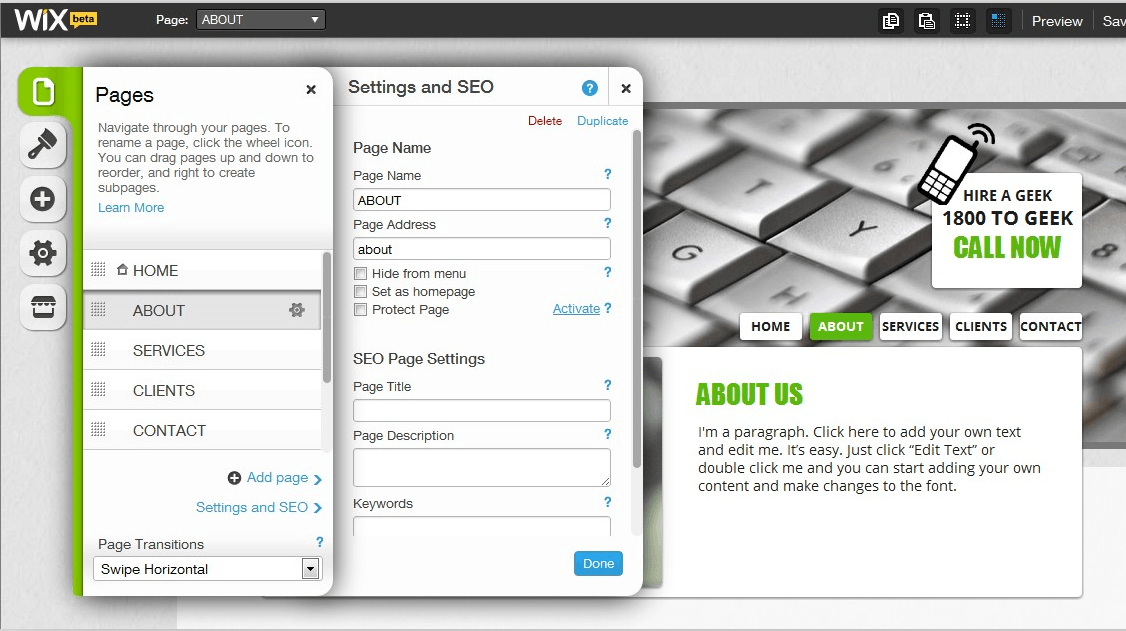 WiX beta
Page: ABOUT
Preview
Sav
Pages
Navigate through your pages. To
rename a page, click the wheel icon.
You can drag pages up and down to
reorder, and right to create
subpages.
Learn More
HOME
ABOUT
SERVICES
CLIENTS
CONTACT
Add page
Settings and SEO
Page Transitions ?
Swipe Horizontal
Settings and SEO ?
Delete Duplicate
Page Name
Page Name ?
ABOUT
Page Address ?
about
Hide from menu ?
Set as homepage
Protect Page Activate ?
SEO Page Settings
Page Title ?
Page Description ?
Keywords ?
Done
T
6
Y
G
H
8
HIRE A GEEK
1800 TO GEEK
CALL NOW
HOME ABOUT SERVICES CLIENTS CONTACT
ABOUT US
I'm a paragraph. Click here to add your own text
and edit me. It's easy. Just click “Edit Text” or
double click me and you can start adding your own
content and make changes to the font.